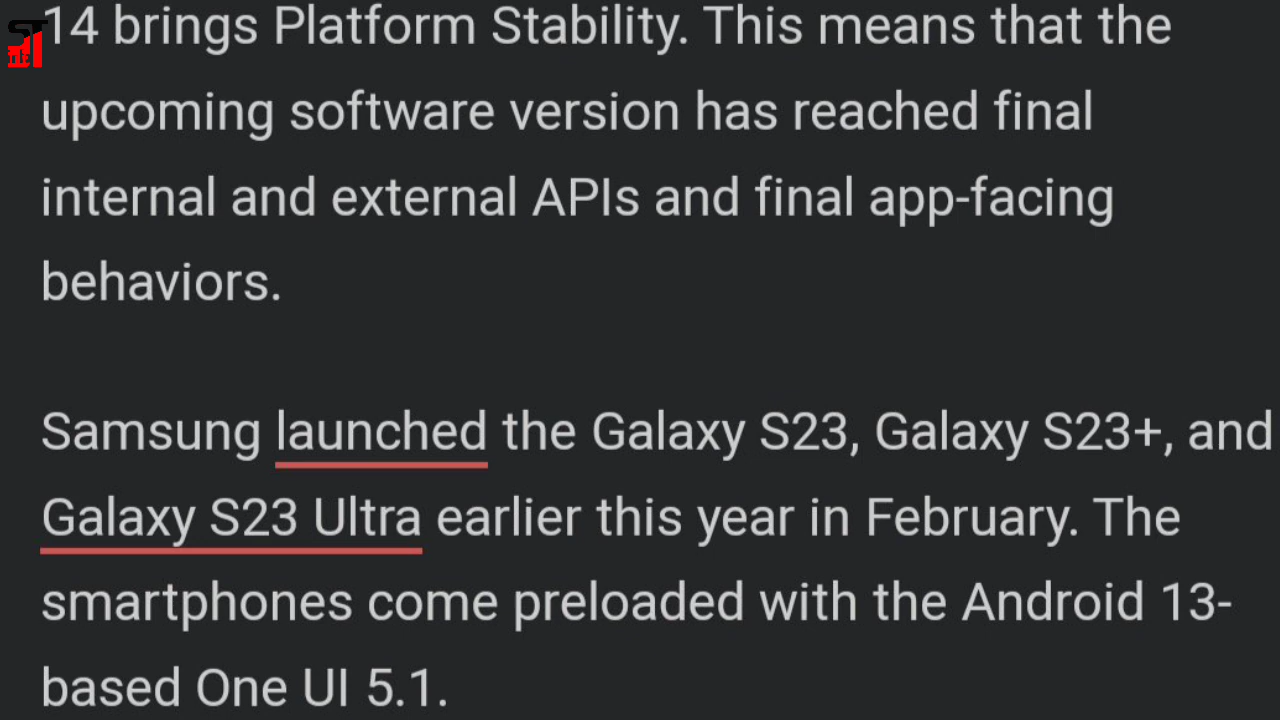 14 brings Platform Stability. This means that the
upcoming software version has reached final
internal and external APIs and final app-facing
behaviors.
Samsung launched the Galaxy S23, Galaxy S23+, and
Galaxy S23 Ultra earlier this year in February. The
smartphones come preloaded with the Android 13-
based One UI 5.1.